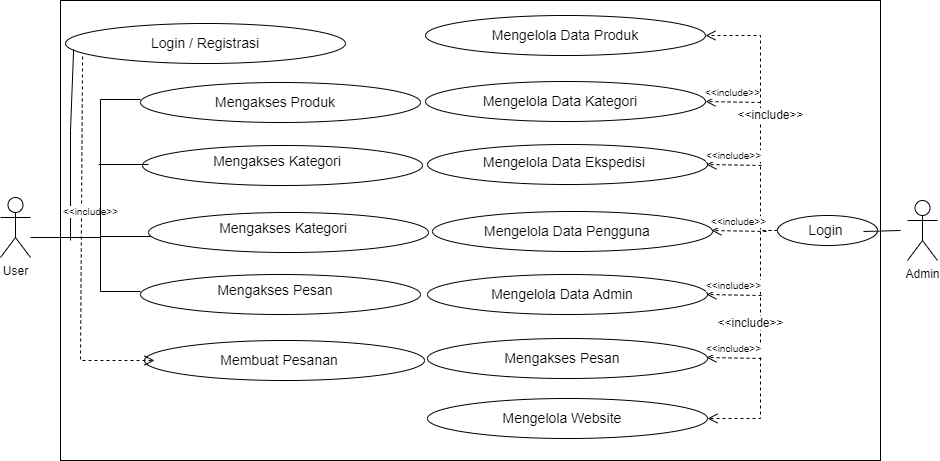 Login / Registrasi
Mengelola Data Produk
Mengakses Produk
Mengelola Data Kategori
<<include>>
<<include>>
Mengakses Kategori
Mengelola Data Ekspedisi
<<include>>
<<include>>
Mengakses Kategori
Mengelola Data Pengguna
<<include>>
Login
User
Admin
Mengakses Pesan
Mengelola Data Admin
<<include>>
<<include>>
Membuat Pesanan
Mengakses Pesan
<<include>>
Mengelola Website